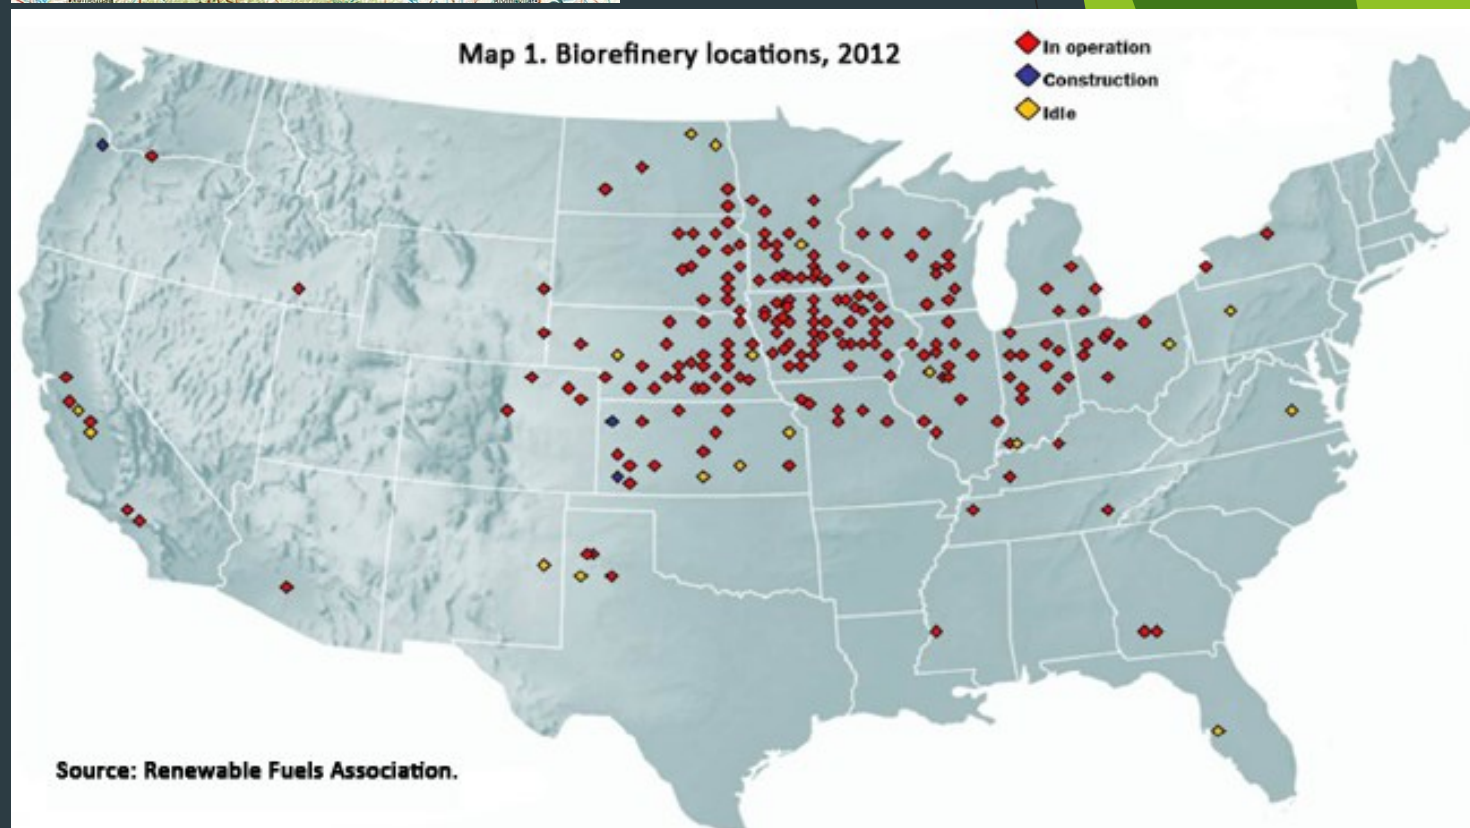 Map 1. Biorefinery locations, 2012
In operation
Construction
Idle
Source: Renewable Fuels Association.